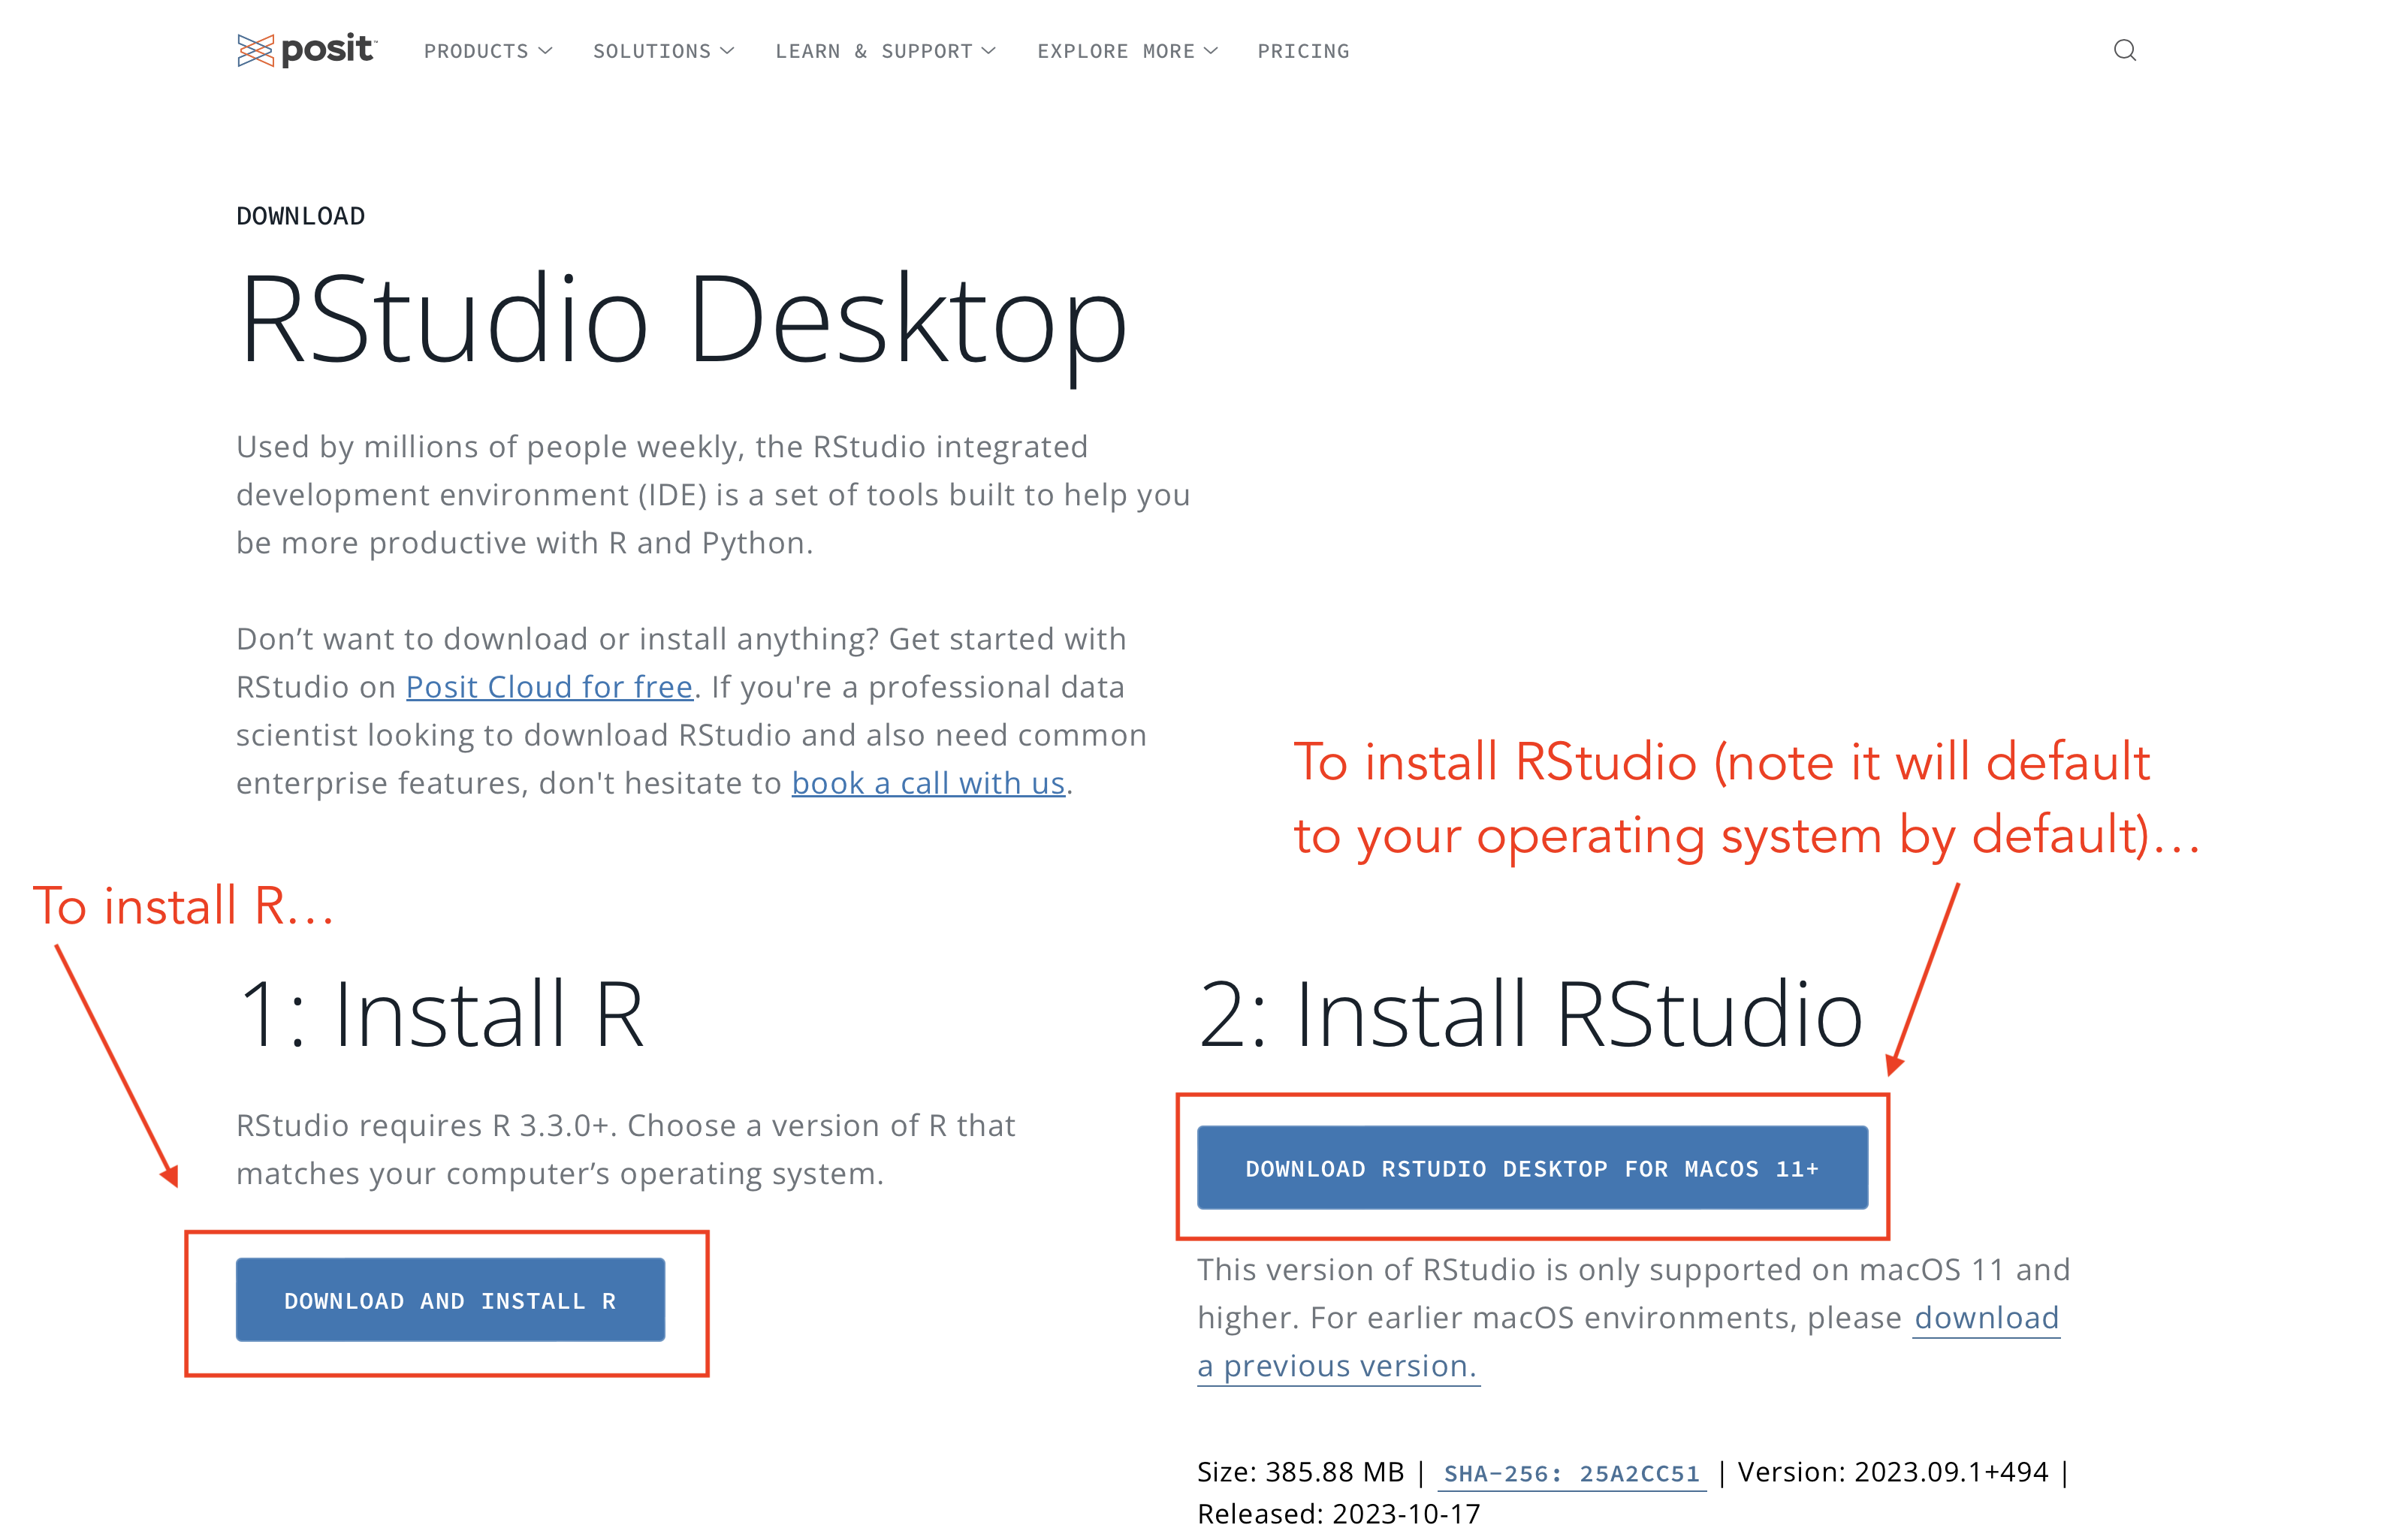 posit™ PRODUCTS SOLUTIONS LEARN & SUPPORT EXPLORE MORE PRICING
DOWNLOAD
RStudio Desktop
Used by millions of people weekly, the RStudio integrated
development environment (IDE) is a set of tools built to help you
be more productive with R and Python.
Don’t want to download or install anything? Get started with
RStudio on Posit Cloud for free. If you're a professional data
scientist looking to download RStudio and also need common
enterprise features, don't hesitate to book a call with us.
To install R…
1: Install R
RStudio requires R 3.3.0+. Choose a version of R that
matches your computer’s operating system.
DOWNLOAD AND INSTALL R
To install RStudio (note it will default
to your operating system by default)…
2: Install RStudio
DOWNLOAD RSTUDIO DESKTOP FOR MACOS 11+
This version of RStudio is only supported on macOS 11 and
higher. For earlier macOS environments, please download
a previous version.
Size: 385.88 MB | SHA-256: 25A2CC51 | Version: 2023.09.1+494 |
Released: 2023-10-17